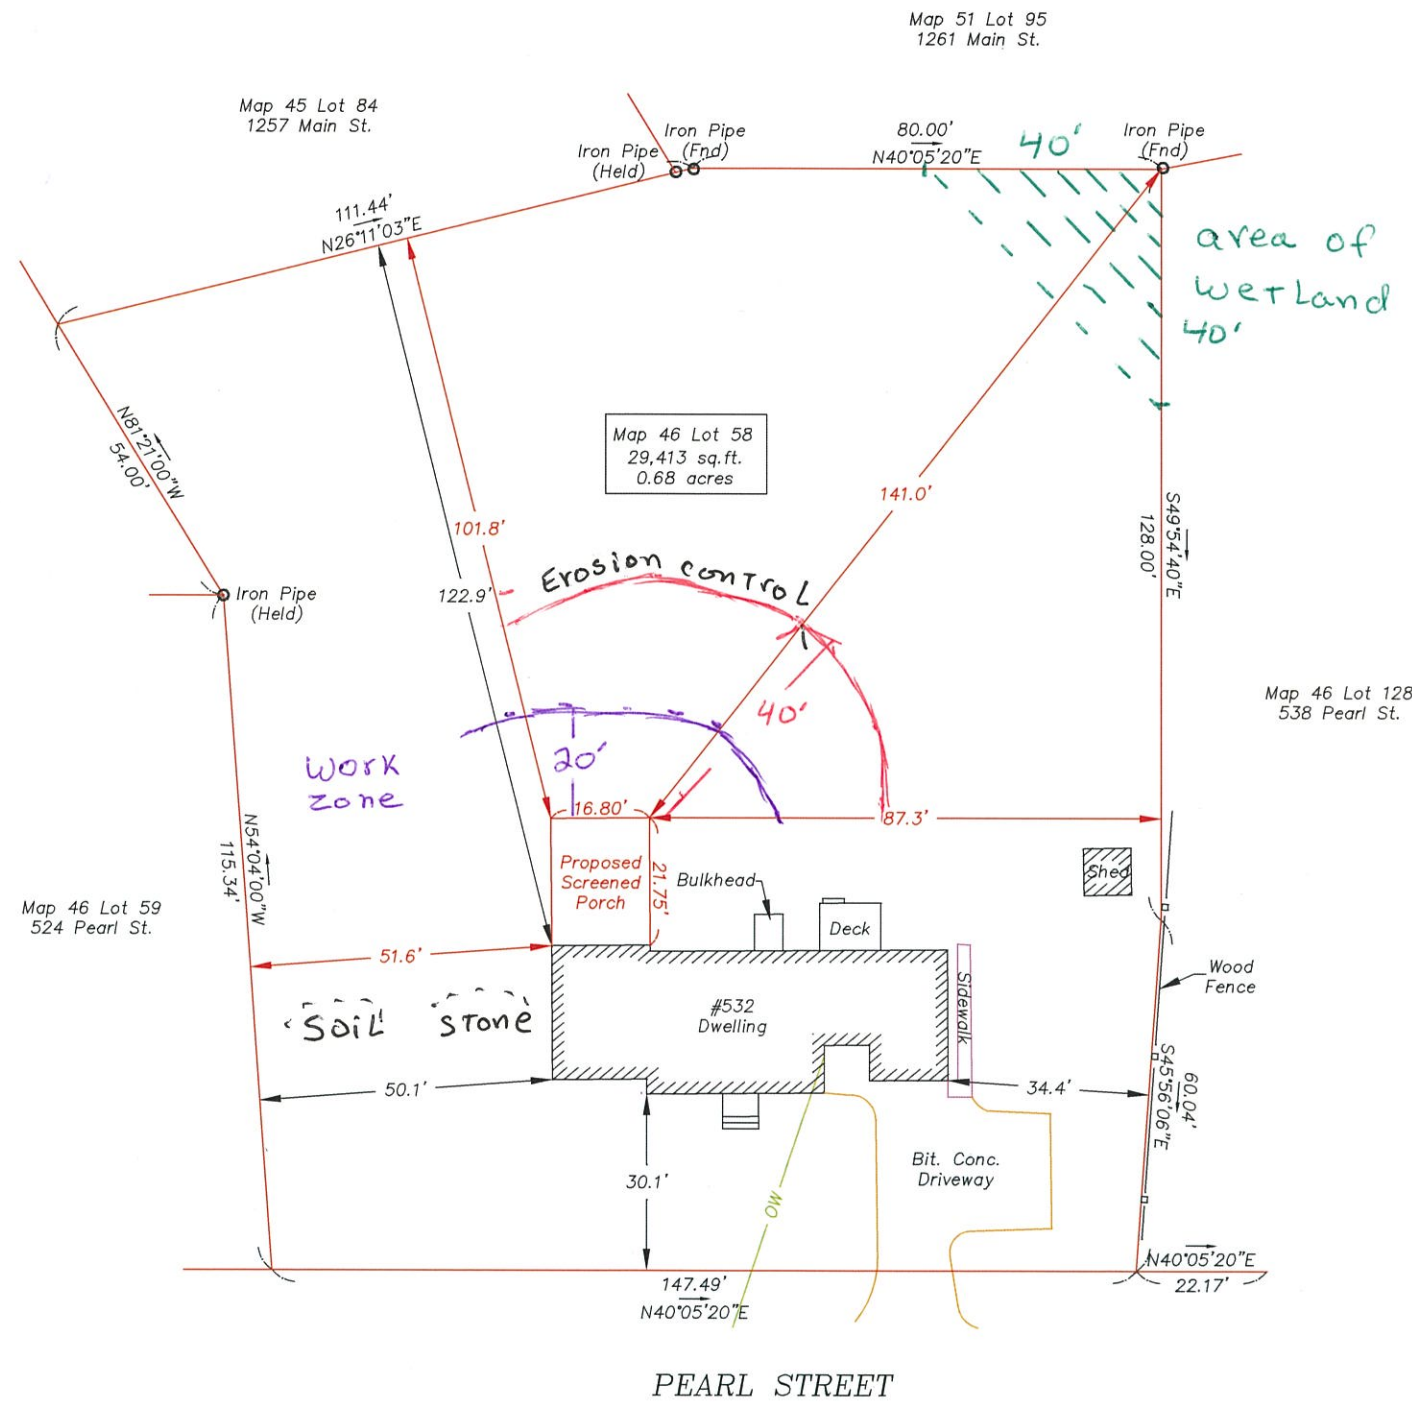 Map 51 Lot 95
1261 Main St.
Map 45 Lot 84
1257 Main St.
Iron Pipe
(Fnd)
Iron Pipe
(Held)
80.00'
N40°05'20"E
40'
Iron Pipe
(Fnd)
111.44'
N26°11'03"E
area of
wetland
40'
N81°21'00"W
54.00'
Map 46 Lot 58
29,413 sq.ft.
0.68 acres
141.0'
101.8'
S49°54'40"E
128.00'
Erosion control
122.9'
Iron Pipe
(Held)
40'
Map 46 Lot 128
538 Pearl St.
work
zone
20'
16.80'
87.3'
N54°04'00"W
115.34'
Proposed
Screened
Porch
21.75'
Bulkhead
Deck
Shed
Map 46 Lot 59
524 Pearl St.
51.6'
Wood
Fence
Soil
Stone
#532
Dwelling
Sidewalk
50.1'
34.4'
S45°56'06"E
60.04'
30.1'
OW
Bit. Conc.
Driveway
147.49'
N40°05'20"E
N40°05'20"E
22.17'
PEARL STREET